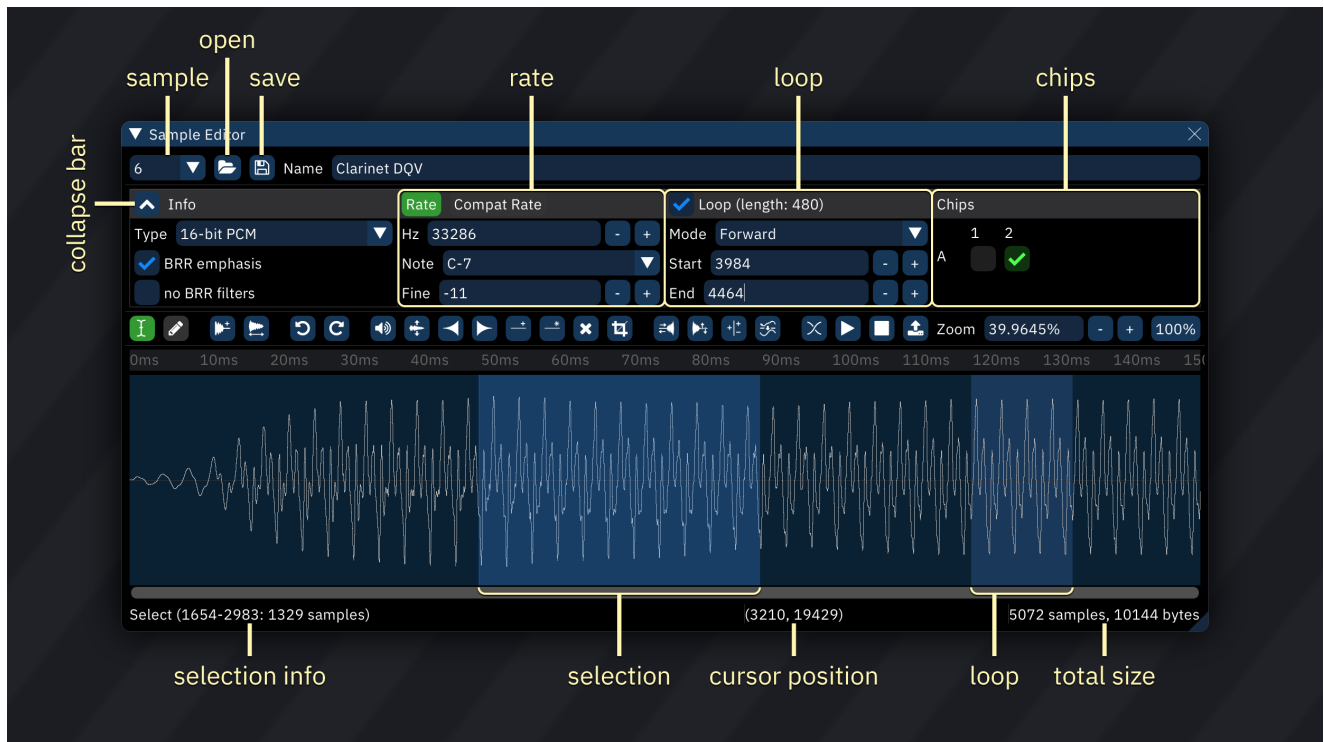 open
sample save rate loop chips
collapse bar
Sample Editor
6 Name Clarinet DQV
Info Rate Compat Rate Loop (length: 480) Chips
Type 16-bit PCM Hz 33286 - + Mode Forward 1 2
BRR emphasis Note C-7 Start 3984 - + A
no BRR filters Fine -11 - + End 4464 - +
Zoom 39.9645% - + 100%
0ms 10ms 20ms 30ms 40ms 50ms 60ms 70ms 80ms 90ms 100ms 110ms 120ms 130ms 140ms 150
Select (1654-2983: 1329 samples) (3210, 19429) 5072 samples, 10144 bytes
selection info selection cursor position loop total size